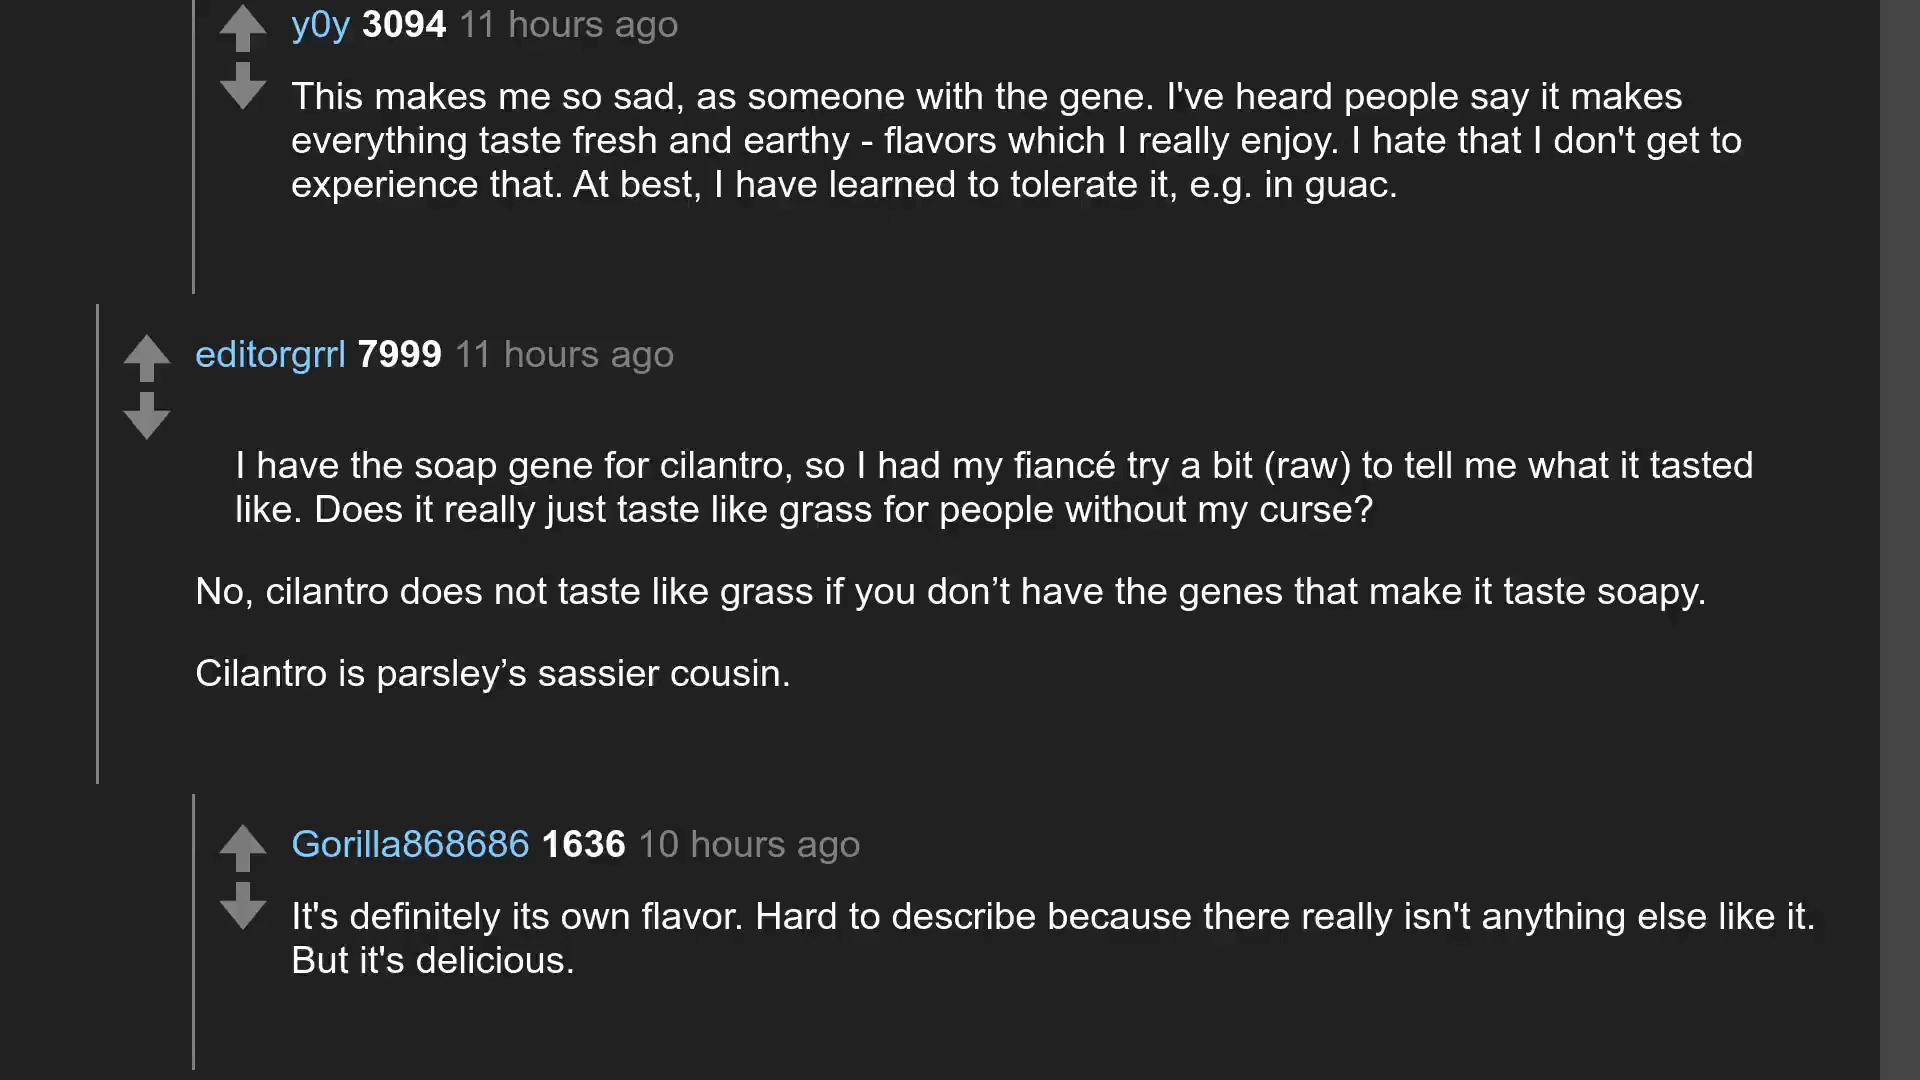 y0y 3094 11 hours ago
This makes me so sad, as someone with the gene. I've heard people say it makes
everything taste fresh and earthy - flavors which I really enjoy. I hate that I don't get to
experience that. At best, I have learned to tolerate it, e.g. in guac.
editorgrrl 7999 11 hours ago
I have the soap gene for cilantro, so I had my fiancé try a bit (raw) to tell me what it tasted
like. Does it really just taste like grass for people without my curse?
No, cilantro does not taste like grass if you don’t have the genes that make it taste soapy.
Cilantro is parsley’s sassier cousin.
Gorilla868686 1636 10 hours ago
It's definitely its own flavor. Hard to describe because there really isn't anything else like it.
But it's delicious.